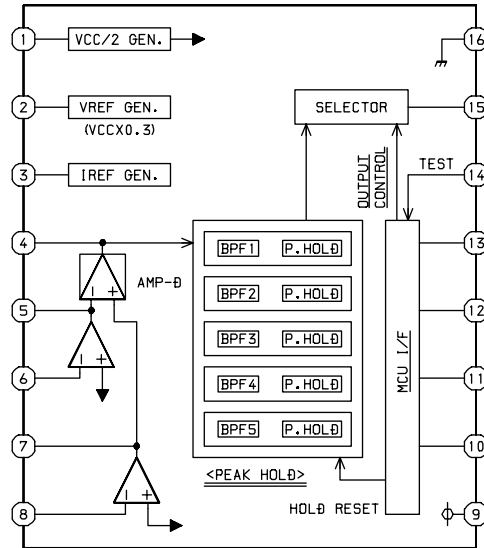 1
VCC/2 GEN.
16
2
VREF GEN.
(VCCX0.3)
SELECTOR
15
3
IREF GEN.
OUTPUT
CONTROL
TEST
14
4
BPF1 P.HOLD
13
AMP-D
5
BPF2 P.HOLD
12
BPF3 P.HOLD
MCU I/F
6
BPF4 P.HOLD
11
7
BPF5 P.HOLD
10
<PEAK HOLD>
8
HOLD RESET
9
- +
- +
- +